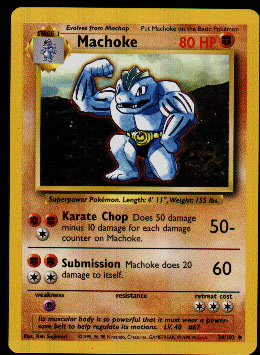 STAGE 1
Evolves from Machop
Put Machoke on the Basic Pokémon
Machoke
80 HP
Superpower Pokémon. Length: 4' 11", Weight: 155 lbs.
Karate Chop Does 50 damage
minus 10 damage for each damage
counter on Machoke.
50-
Submission Machoke does 20
damage to itself.
60
weakness
resistance
retreat cost
Its muscular body is so powerful that it must wear a power-
save belt to help regulate its motions. LV. 40 #67
Illus. Ken Sugimori
34/102